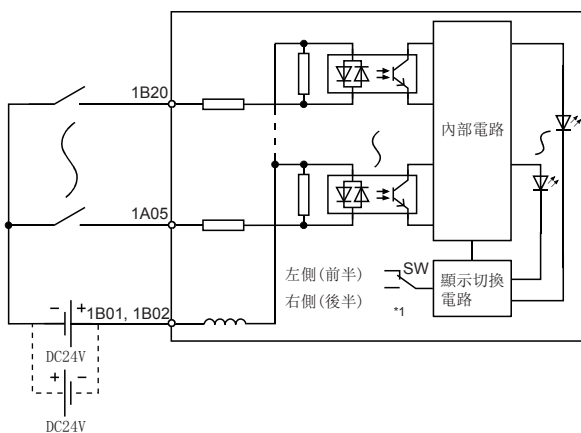 1B20
內部電路
1A05
左側(前半)
右側(後半)
SW
*1
顯示切換
電路
− +
1B01, 1B02
DC24V
+ −
DC24V